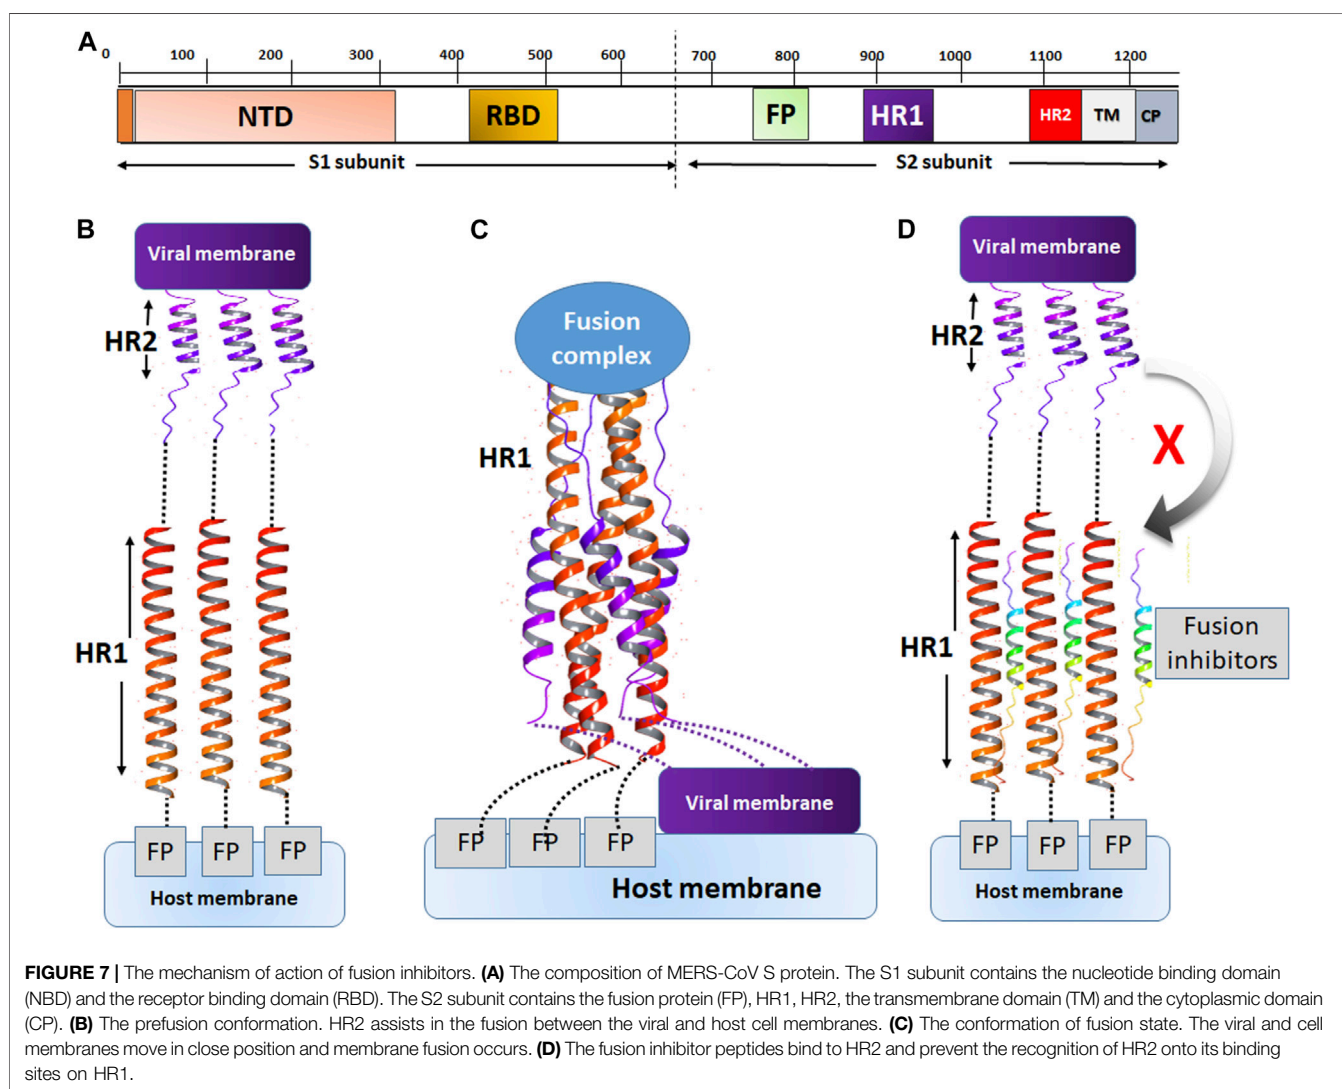 A
0 100 200 300 400 500 600 700 800 900 1000 1100 1200
NTD RBD FP HR1 HR2 TM CP
S1 subunit S2 subunit
B
Viral membrane
HR2
HR1
FP FP FP
Host membrane
C
Fusion
complex
HR1
Viral membrane
FP FP FP
Host membrane
D
Viral membrane
HR2
X
HR1
Fusion
inhibitors
FP FP FP
Host membrane
FIGURE 7 | The mechanism of action of fusion inhibitors. (A) The composition of MERS-CoV S protein. The S1 subunit contains the nucleotide binding domain
(NBD) and the receptor binding domain (RBD). The S2 subunit contains the fusion protein (FP), HR1, HR2, the transmembrane domain (TM) and the cytoplasmic domain
(CP). (B) The prefusion conformation. HR2 assists in the fusion between the viral and host cell membranes. (C) The conformation of fusion state. The viral and cell
membranes move in close position and membrane fusion occurs. (D) The fusion inhibitor peptides bind to HR2 and prevent the recognition of HR2 onto its binding
sites on HR1.